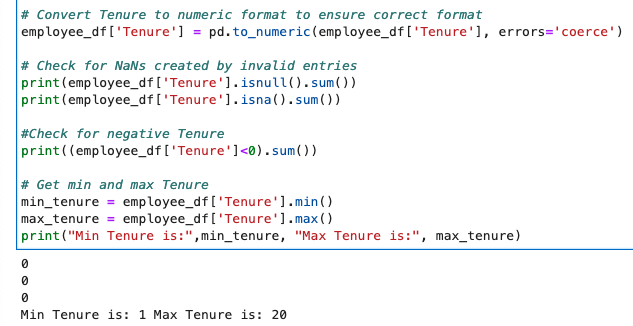 # Convert Tenure to numeric format to ensure correct format
employee_df['Tenure'] = pd.to_numeric(employee_df['Tenure'], errors='coerce')
# Check for NaNs created by invalid entries
print(employee_df['Tenure'].isnull().sum())
print(employee_df['Tenure'].isna().sum())
#Check for negative Tenure
print((employee_df['Tenure']<0).sum())
# Get min and max Tenure
min_tenure = employee_df['Tenure'].min()
max_tenure = employee_df['Tenure'].max()
print("Min Tenure is:",min_tenure, "Max Tenure is:", max_tenure)
0
0
0
Min Tenure is: 1 Max Tenure is: 20